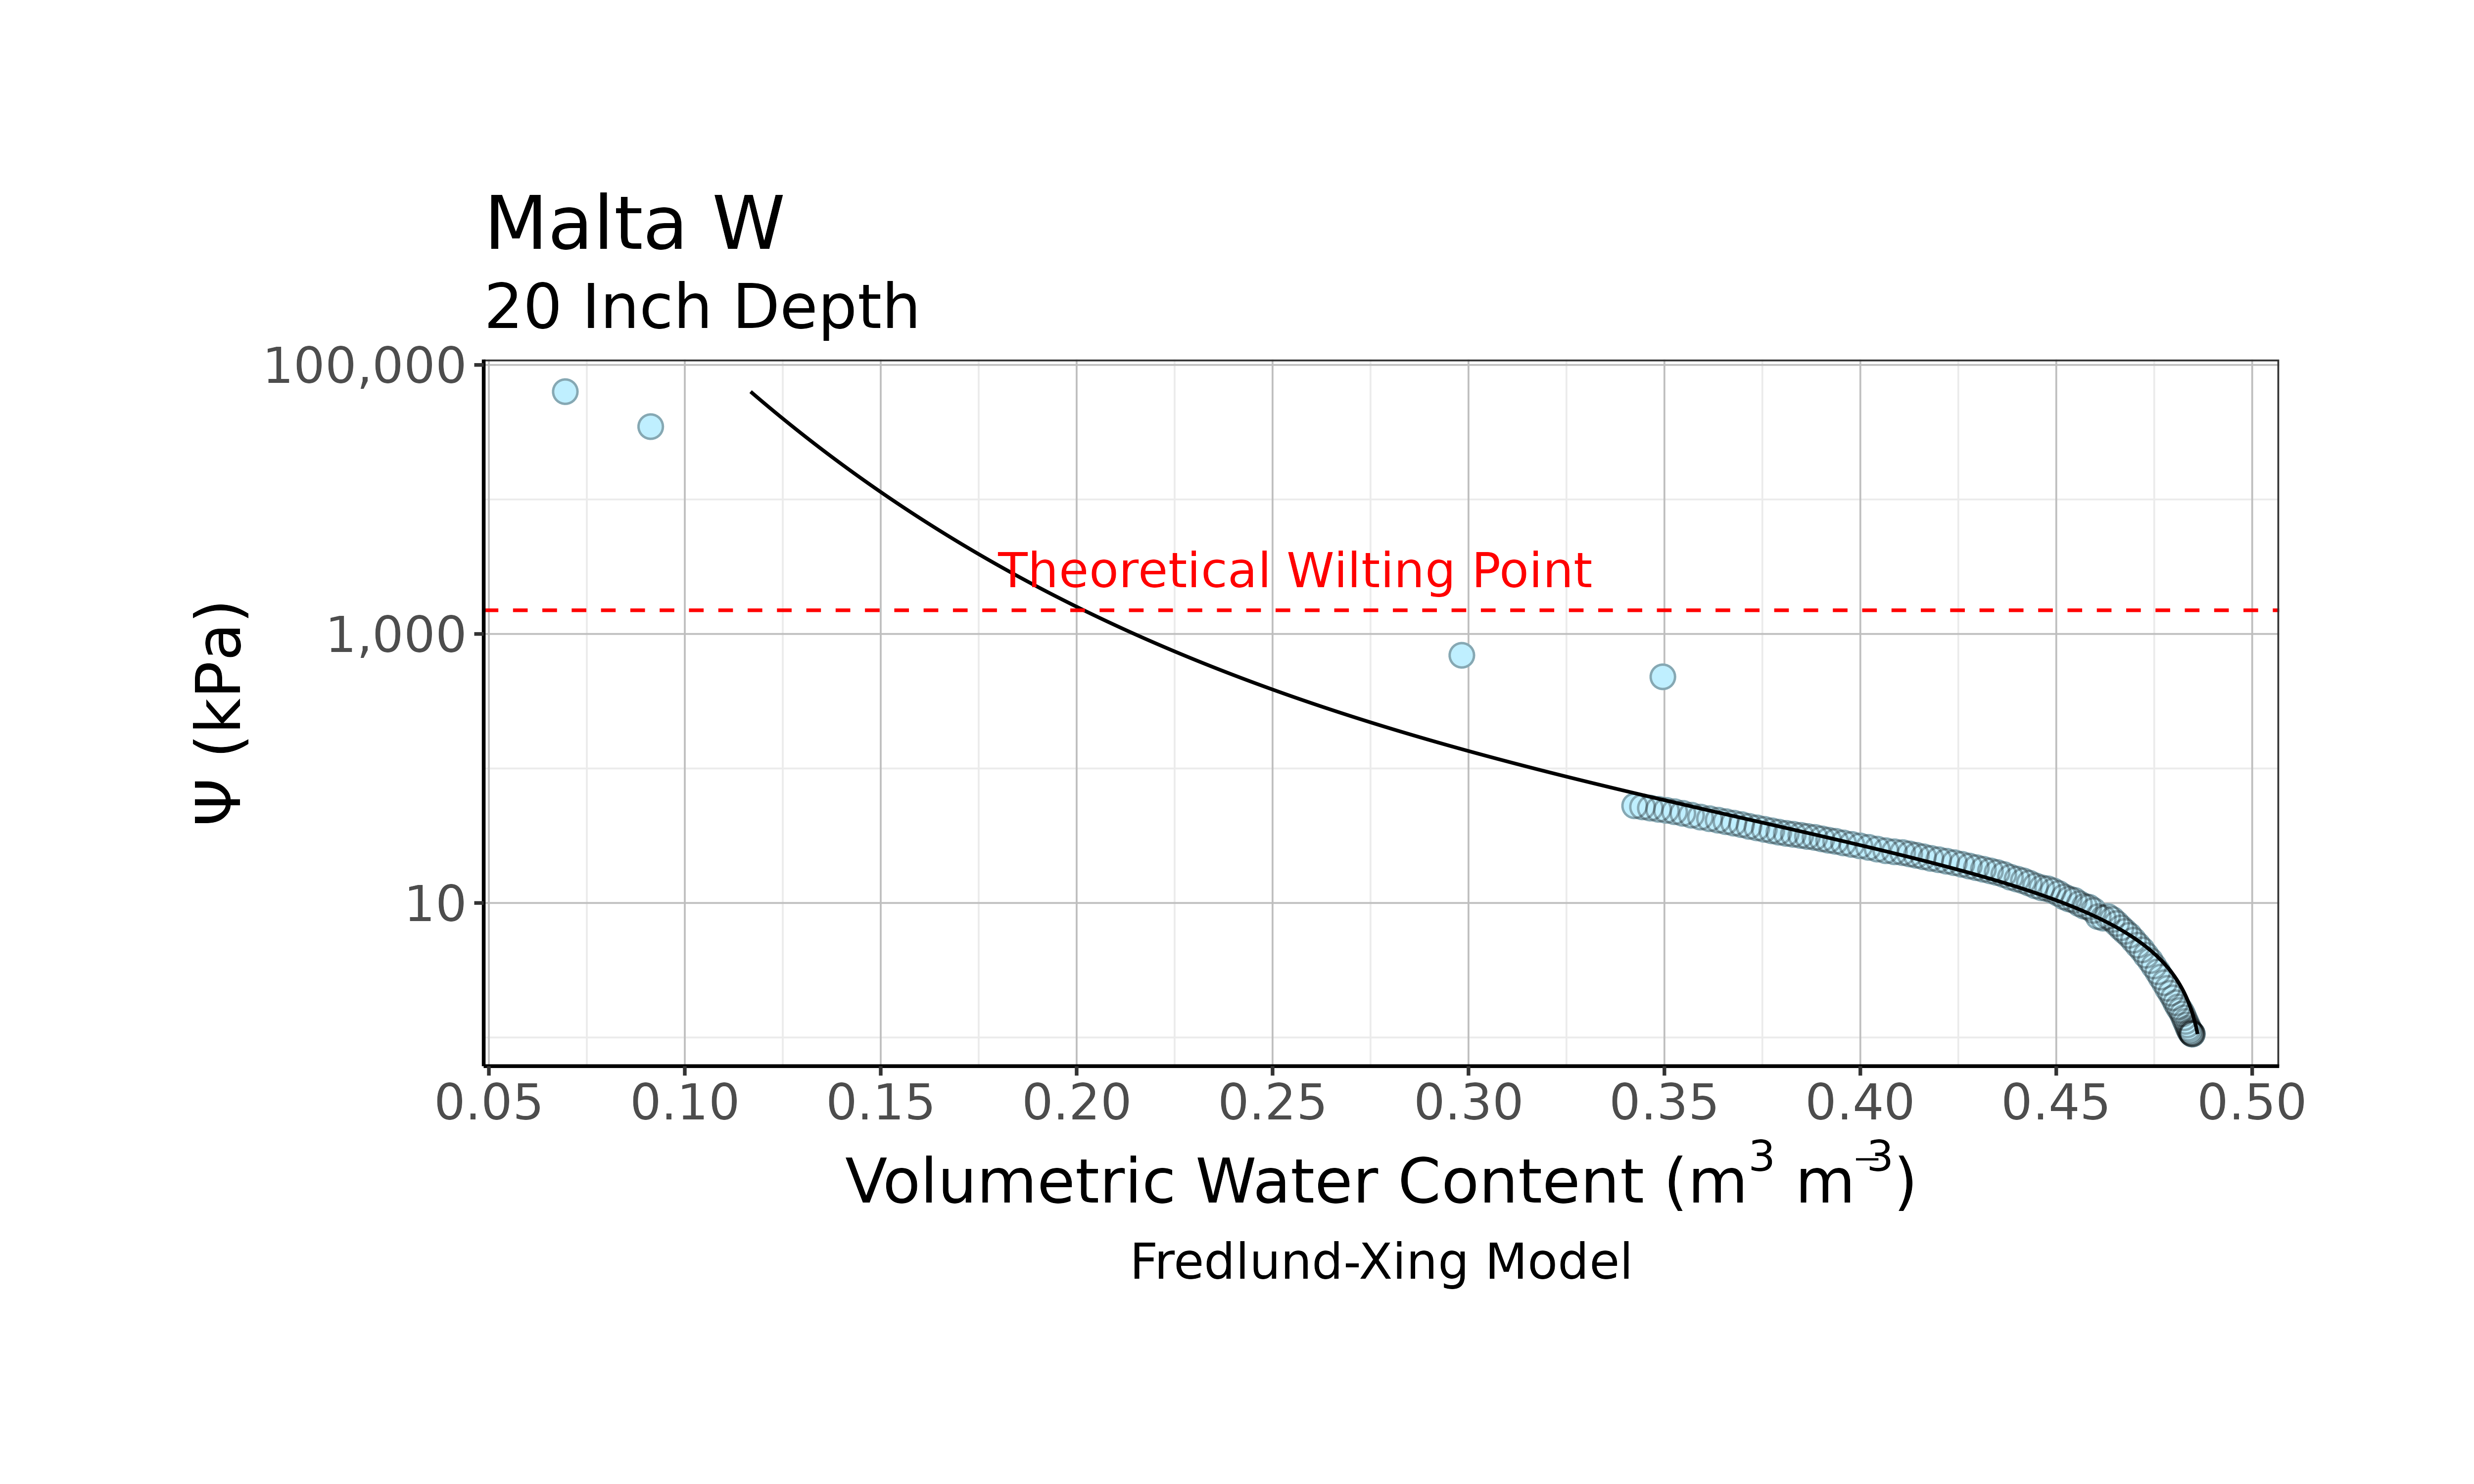 Malta W
20 Inch Depth
100,000
1,000
10
Ψ (kPa)
Theoretical Wilting Point
0.05 0.10 0.15 0.20 0.25 0.30 0.35 0.40 0.45 0.50
Volumetric Water Content (m³ m⁻³)
Fredlund-Xing Model